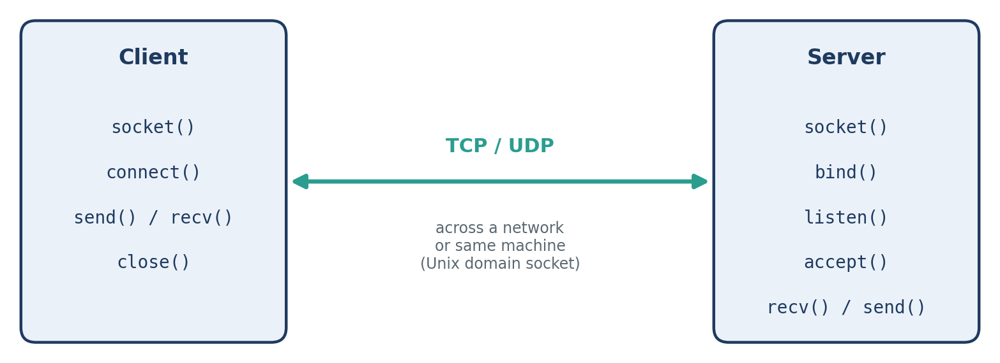 Client
socket()
connect()
send() / recv()
close()
TCP / UDP
across a network
or same machine
(Unix domain socket)
Server
socket()
bind()
listen()
accept()
recv() / send()